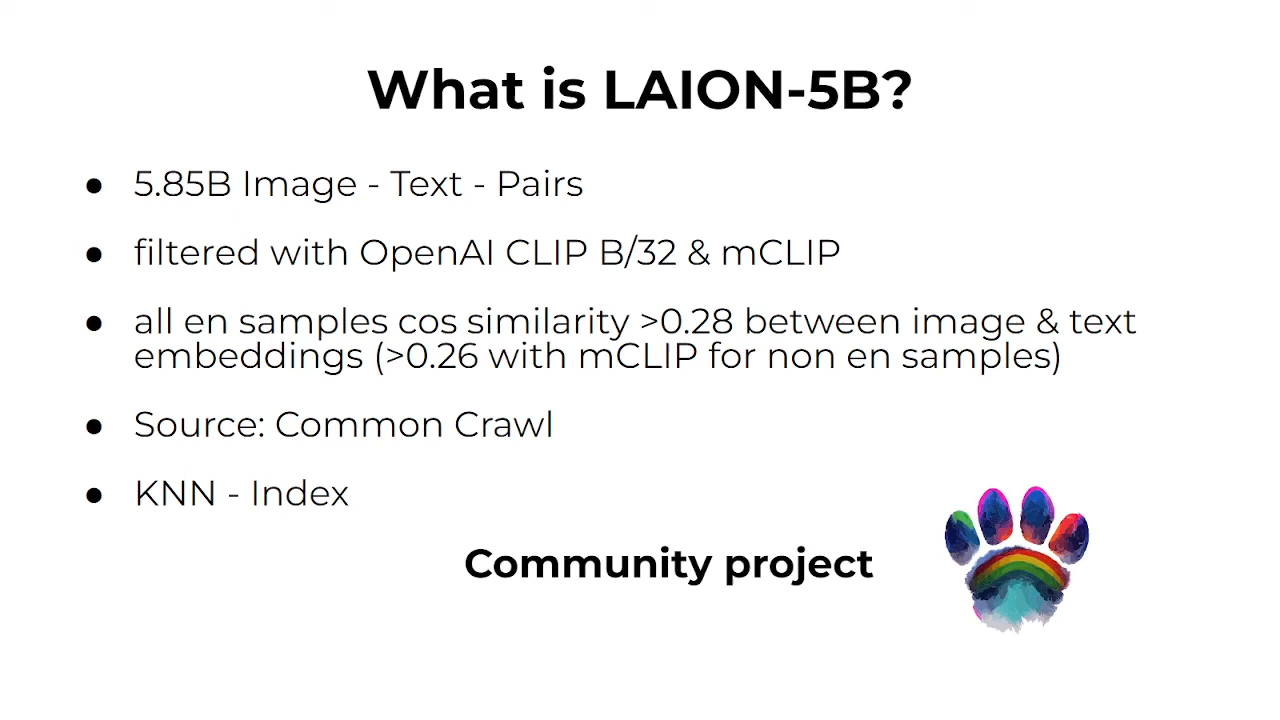 What is LAION-5B?
● 5.85B Image - Text - Pairs
● filtered with OpenAI CLIP B/32 & mCLIP
● all en samples cos similarity >0.28 between image & text
embeddings (>0.26 with mCLIP for non en samples)
● Source: Common Crawl
● KNN - Index
Community project